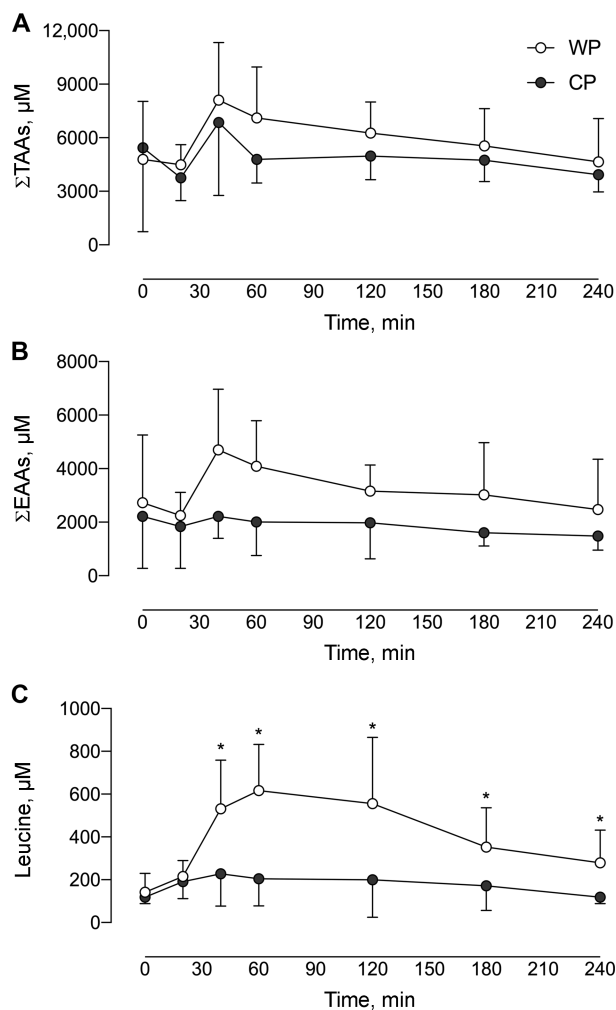 A
12,000
9000
6000
3000
0
ΣTAAs, µM
WP
CP
0 30 60 90 120 150 180 210 240
Time, min
B
8000
6000
4000
2000
0
ΣEAAs, µM
0 30 60 90 120 150 180 210 240
Time, min
C
1000
800
600
400
200
0
Leucine, µM
* * * * *
0 30 60 90 120 150 180 210 240
Time, min